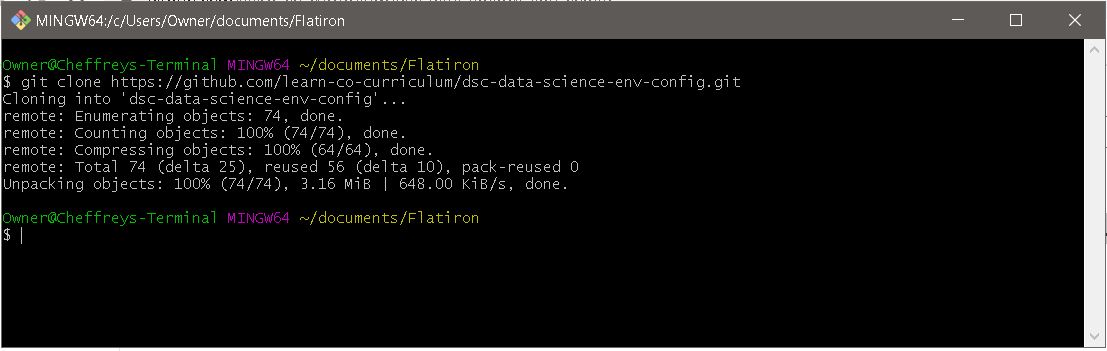 MINGW64:/c/Users/Owner/documents/Flatiron
Owner@Cheffreys-Terminal MINGW64 ~/documents/Flatiron
$ git clone https://github.com/learn-co-curriculum/dsc-data-science-env-config.git
Cloning into 'dsc-data-science-env-config'...
remote: Enumerating objects: 74, done.
remote: Counting objects: 100% (74/74), done.
remote: Compressing objects: 100% (64/64), done.
remote: Total 74 (delta 25), reused 56 (delta 10), pack-reused 0
Unpacking objects: 100% (74/74), 3.16 MiB | 648.00 KiB/s, done.
Owner@Cheffreys-Terminal MINGW64 ~/documents/Flatiron
$